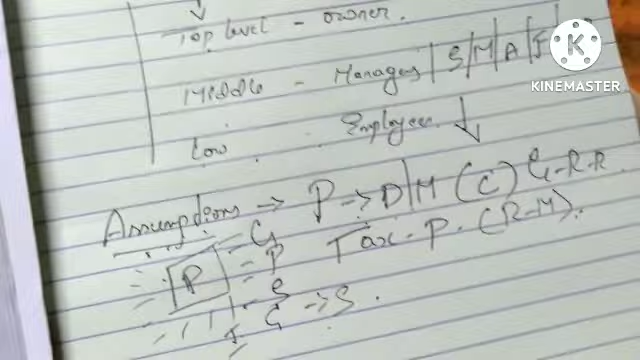 Top level - owner.
Middle - Managers | S | M | A | F
KINEMASTER
Low . . Employees
Assumptions → P → D | M (C) G-R.R
Tax - P. (R-M).
P = P
→ S.